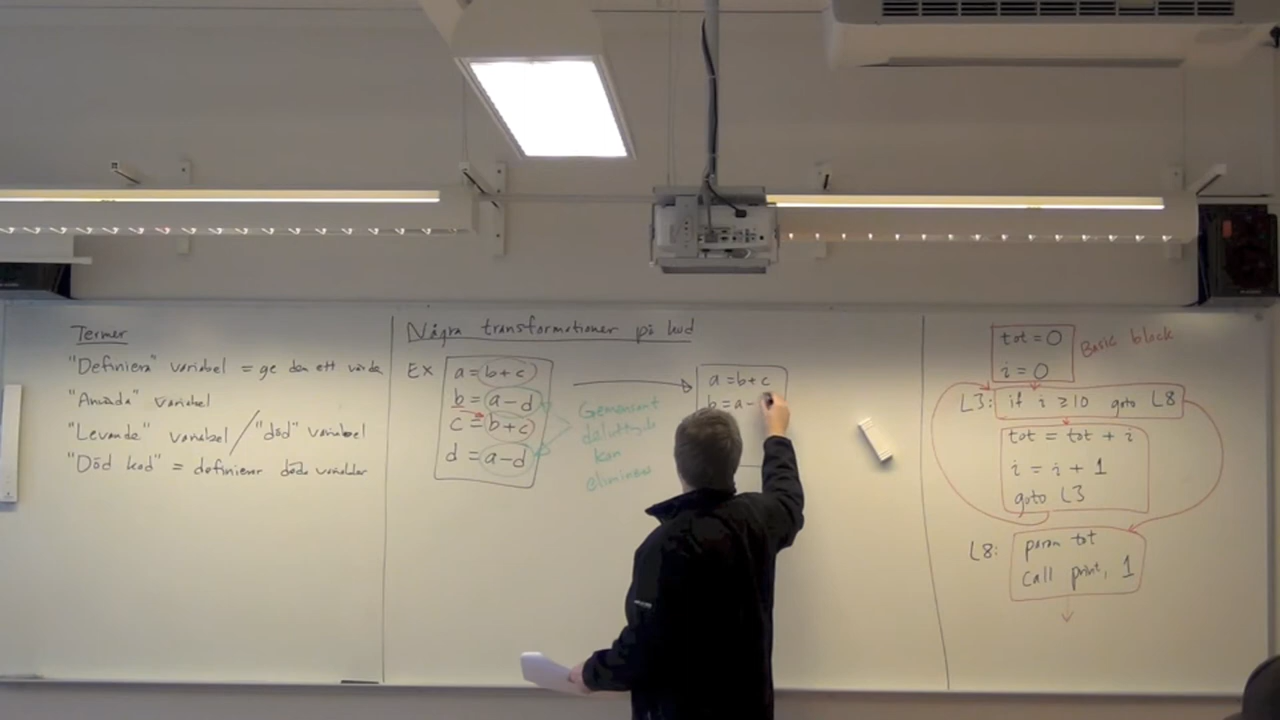 Termer
"Definiera" variabel = ge den ett värde
"Använda" variabel
"Levande" variabel / "död" variabel
"Död kod" = definierar döda variabler
Några transformationer på kod
EX
a = b+c
b = a-d
c = b+c
d = a-d
Gemensamt
deluttryck
kan
elimineras
a = b+c
b = a-
tot = 0
i = 0
Basic block
L3: if i ≥ 10 goto L8
tot = tot + i
i = i + 1
goto L3
L8:
param tot
call print, 1